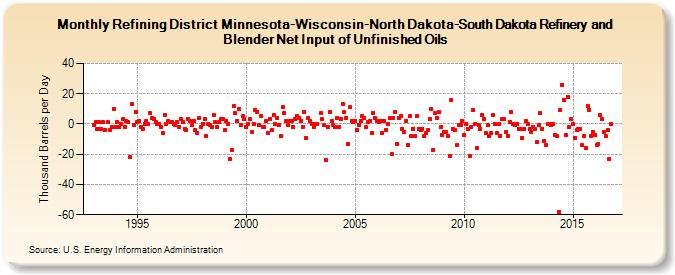 Monthly Refining District Minnesota-Wisconsin-North Dakota-South Dakota Refinery and
Blender Net Input of Unfinished Oils
Thousand Barrels per Day
40
20
0
-20
-40
-60
1995
2000
2005
2010
2015
Source: U.S. Energy Information Administration